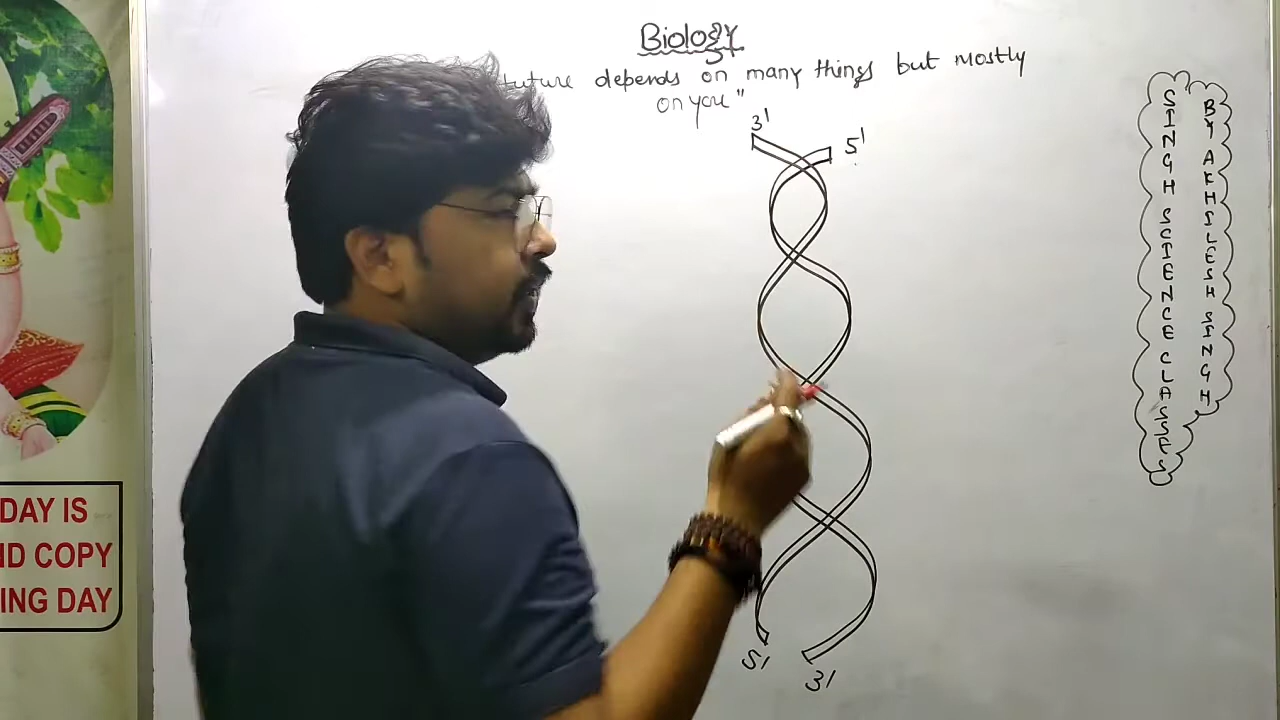 Biology
future depends on many things but mostly
on you"
3'
5'
5'
3'
SINGH SCIENCE CLASSES
BY AKHILESH SINGH
DAY IS
ND COPY
ING DAY